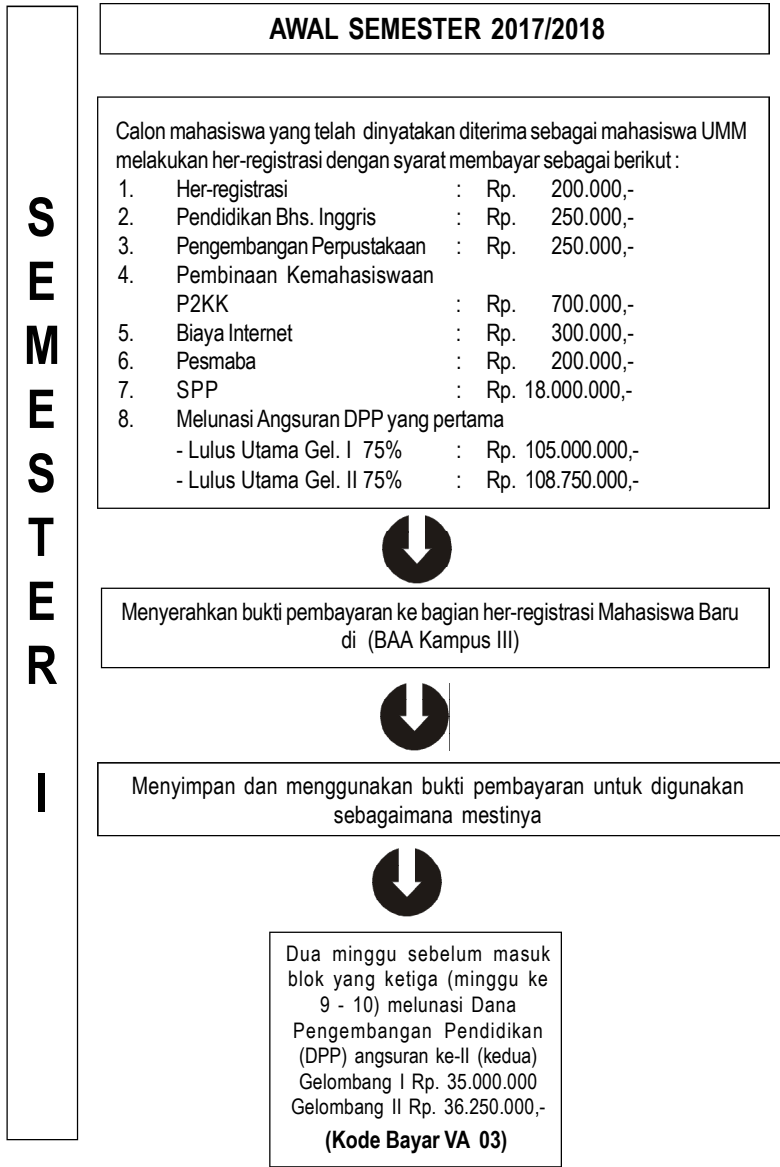 SEMESTER I
AWAL SEMESTER 2017/2018
Calon mahasiswa yang telah dinyatakan diterima sebagai mahasiswa UMM
melakukan her-registrasi dengan syarat membayar sebagai berikut :
1. Her-registrasi : Rp. 200.000,-
2. Pendidikan Bhs. Inggris : Rp. 250.000,-
3. Pengembangan Perpustakaan : Rp. 250.000,-
4. Pembinaan Kemahasiswaan
P2KK : Rp. 700.000,-
5. Biaya Internet : Rp. 300.000,-
6. Pesmaba : Rp. 200.000,-
7. SPP : Rp. 18.000.000,-
8. Melunasi Angsuran DPP yang pertama
- Lulus Utama Gel. I 75% : Rp. 105.000.000,-
- Lulus Utama Gel. II 75% : Rp. 108.750.000,-
Menyerahkan bukti pembayaran ke bagian her-registrasi Mahasiswa Baru
di (BAA Kampus III)
Menyimpan dan menggunakan bukti pembayaran untuk digunakan
sebagaimana mestinya
Dua minggu sebelum masuk
blok yang ketiga (minggu ke
9 - 10) melunasi Dana
Pengembangan Pendidikan
(DPP) angsuran ke-II (kedua)
Gelombang I Rp. 35.000.000
Gelombang II Rp. 36.250.000,-
(Kode Bayar VA 03)